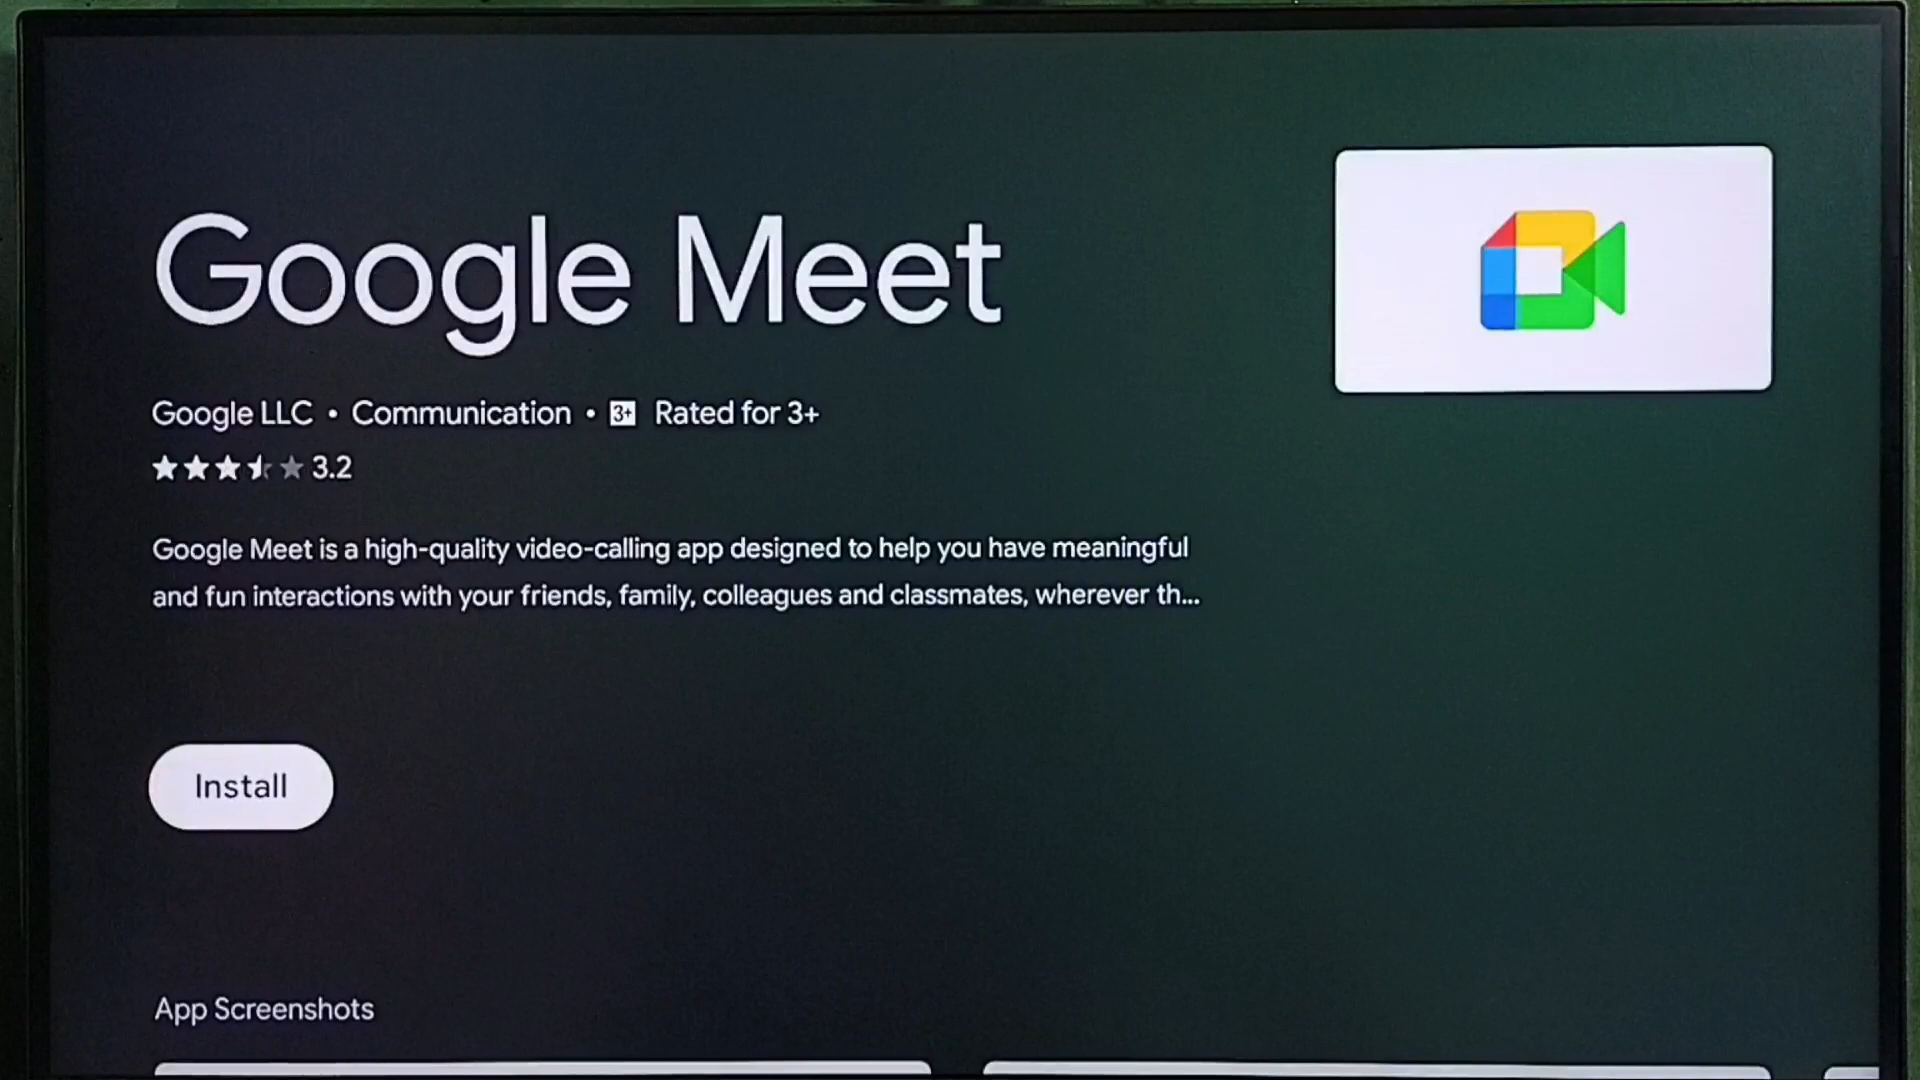 Google Meet
Google LLC • Communication • 3+ Rated for 3+
3.2
Google Meet is a high-quality video-calling app designed to help you have meaningful
and fun interactions with your friends, family, colleagues and classmates, wherever th...
Install
App Screenshots